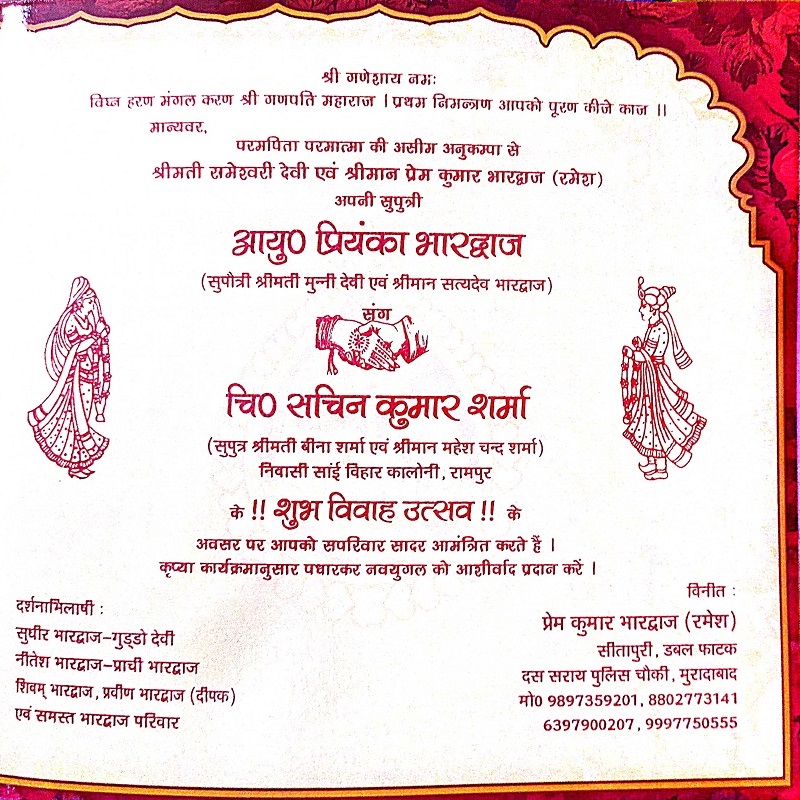 श्री गणेशाय नमः
विघ्न हरण मंगल करण श्री गणपति महाराज । प्रथम निमन्त्रण आपको पूरण कीजे काज ।।
मान्यवर,
परमपिता परमात्मा की असीम अनुकम्पा से
श्रीमती रामेश्वरी देवी एवं श्रीमान प्रेम कुमार भारद्वाज (रमेश)
अपनी सुपुत्री
आयु0 प्रियंका भारद्वाज
(सुपौत्री श्रीमती मुन्नी देवी एवं श्रीमान सत्यदेव भारद्वाज)
संग
चि0 सचिन कुमार शर्मा
(सुपुत्र श्रीमती बीना शर्मा एवं श्रीमान महेश चन्द शर्मा)
निवासी सांई विहार कालोनी, रामपुर
के !! शुभ विवाह उत्सव !! के
अवसर पर आपको सपरिवार सादर आमंत्रित करते हैं ।
कृप्या कार्यक्रमानुसार पधारकर नवयुगल को आर्शीवाद प्रदान करें ।
दर्शनाभिलाषी :
सुधीर भारद्वाज-गुड्डो देवी
नीतेश भारद्वाज-प्राची भारद्वाज
शिवम् भारद्वाज, प्रवीण भारद्वाज (दीपक)
एवं समस्त भारद्वाज परिवार
विनीत :
प्रेम कुमार भारद्वाज (रमेश)
सीतापुरी, डबल फाटक
दस सराय पुलिस चौकी, मुरादाबाद
मो0 9897359201, 8802773141
6397900207, 9997750555